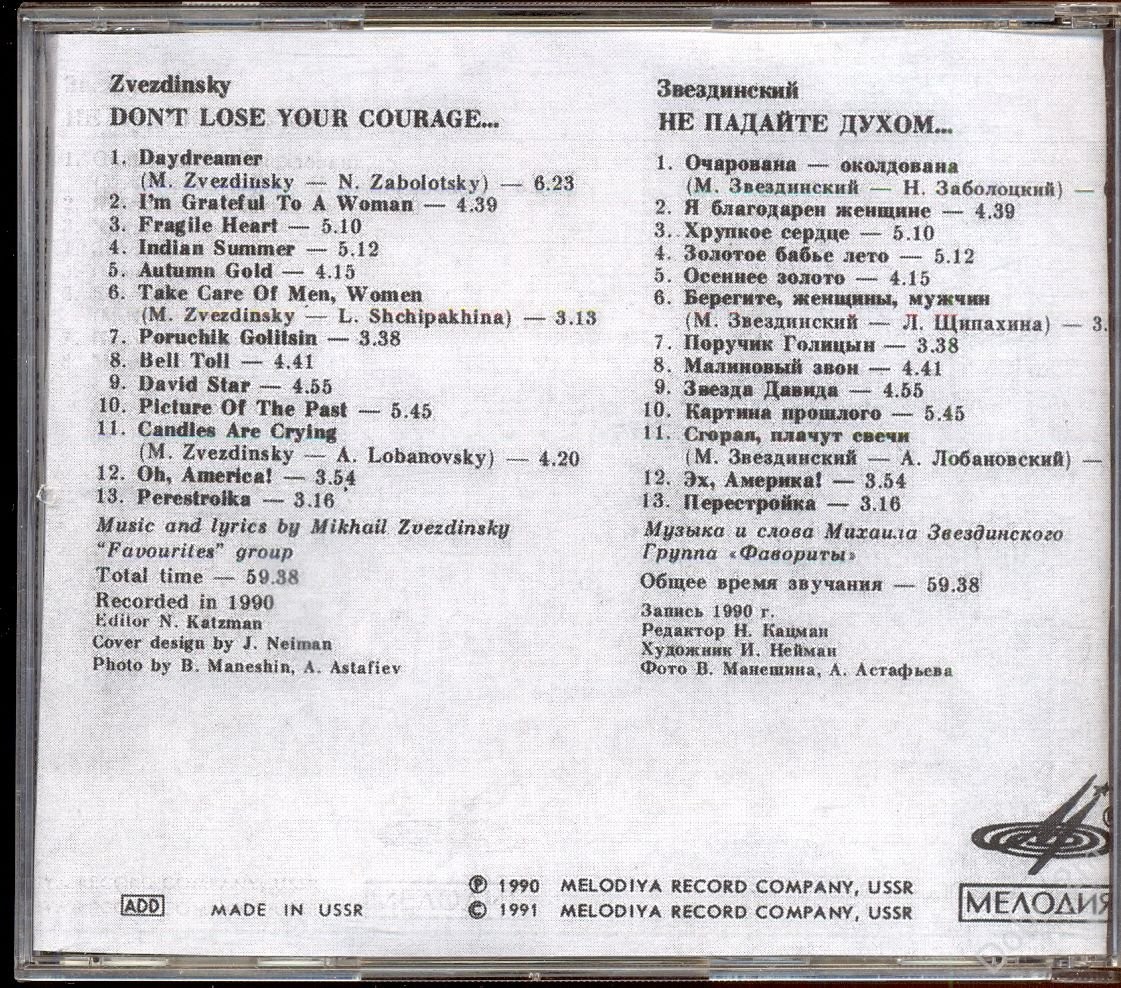 Zvezdinsky
DON'T LOSE YOUR COURAGE...
1. Daydreamer
(M. Zvezdinsky — N. Zabolotsky) — 6.23
2. I'm Grateful To A Woman — 4.39
3. Fragile Heart — 5.10
4. Indian Summer — 5.12
5. Autumn Gold — 4.15
6. Take Care Of Men, Women
(M. Zvezdinsky — L. Shchipakhina) — 3.13
7. Poruchik Golitsin — 3.38
8. Bell Toll — 4.41
9. David Star — 4.55
10. Picture Of The Past — 5.45
11. Candles Are Crying
(M. Zvezdinsky — A. Lobanovsky) — 4.20
12. Oh, America! — 3.54
13. Perestroika — 3.16
Music and lyrics by Mikhail Zvezdinsky
"Favourites" group
Total time — 59.38
Recorded in 1990
Editor N. Katzman
Cover design by J. Neiman
Photo by B. Maneshin, A. Astafiev
Звездинский
НЕ ПАДАЙТЕ ДУХОМ...
1. Очарована — околдована
(М. Звездинский — Н. Заболоцкий) —
2. Я благодарен женщине — 4.39
3. Хрупкое сердце — 5.10
4. Золотое бабье лето — 5.12
5. Осеннее золото — 4.15
6. Берегите, женщины, мужчин
(М. Звездинский — Л. Щипахина) — 3.
7. Поручик Голицын — 3.38
8. Малиновый звон — 4.41
9. Звезда Давида — 4.55
10. Картина прошлого — 5.45
11. Сгорая, плачут свечи
(М. Звездинский — А. Лобановский) —
12. Эх, Америка! — 3.54
13. Перестройка — 3.16
Музыка и слова Михаила Звездинского
Группа «Фавориты»
Общее время звучания — 59.38
Запись 1990 г.
Редактор Н. Кацман
Художник И. Нейман
Фото В. Манешина, А. Астафьева
ADD MADE IN USSR
Ⓟ 1990 MELODIYA RECORD COMPANY, USSR
© 1991 MELODIYA RECORD COMPANY, USSR
МЕЛОДИЯ